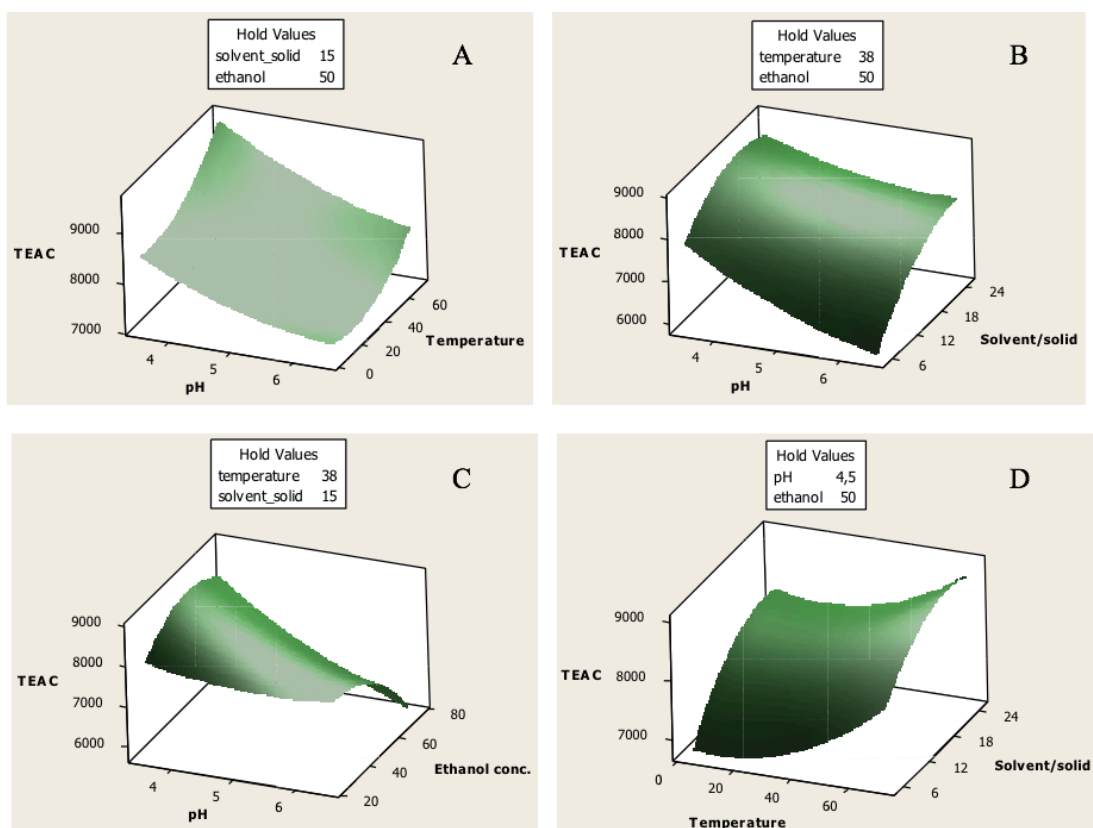 Hold Values
solvent_solid 15
ethanol 50
A
9000
8000
7000
TEAC
4
5
6
pH
0
20
40
60
Temperature
Hold Values
temperature 38
ethanol 50
B
9000
8000
7000
6000
TEAC
4
5
6
pH
6
12
18
24
Solvent/solid
Hold Values
temperature 38
solvent_solid 15
C
9000
8000
7000
6000
TEAC
4
5
6
pH
20
40
60
80
Ethanol conc.
Hold Values
pH 4,5
ethanol 50
D
9000
8000
7000
TEAC
0
20
40
60
Temperature
6
12
18
24
Solvent/solid